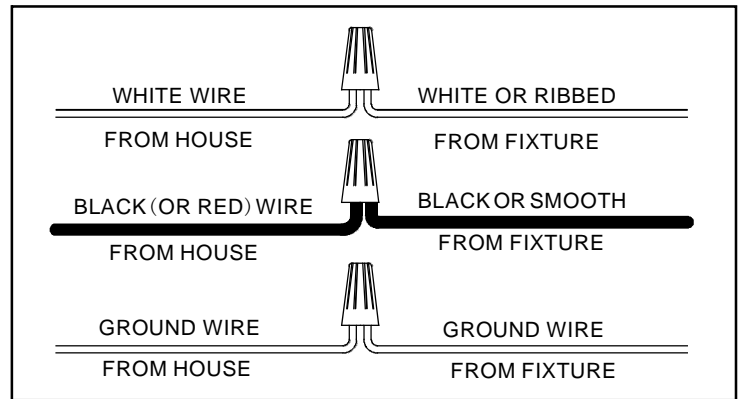 WHITE WIRE WHITE OR RIBBED
FROM HOUSE FROM FIXTURE
BLACK (OR RED) WIRE BLACK OR SMOOTH
FROM HOUSE FROM FIXTURE
GROUND WIRE GROUND WIRE
FROM HOUSE FROM FIXTURE